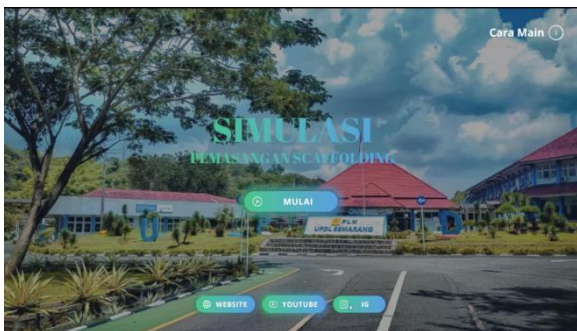 Cara Main
SIMULASI
PEMASANGAN SCAFFOLDING
MULAI
PLN
UPDL SEMARANG
WEBSITE
YOUTUBE
IG